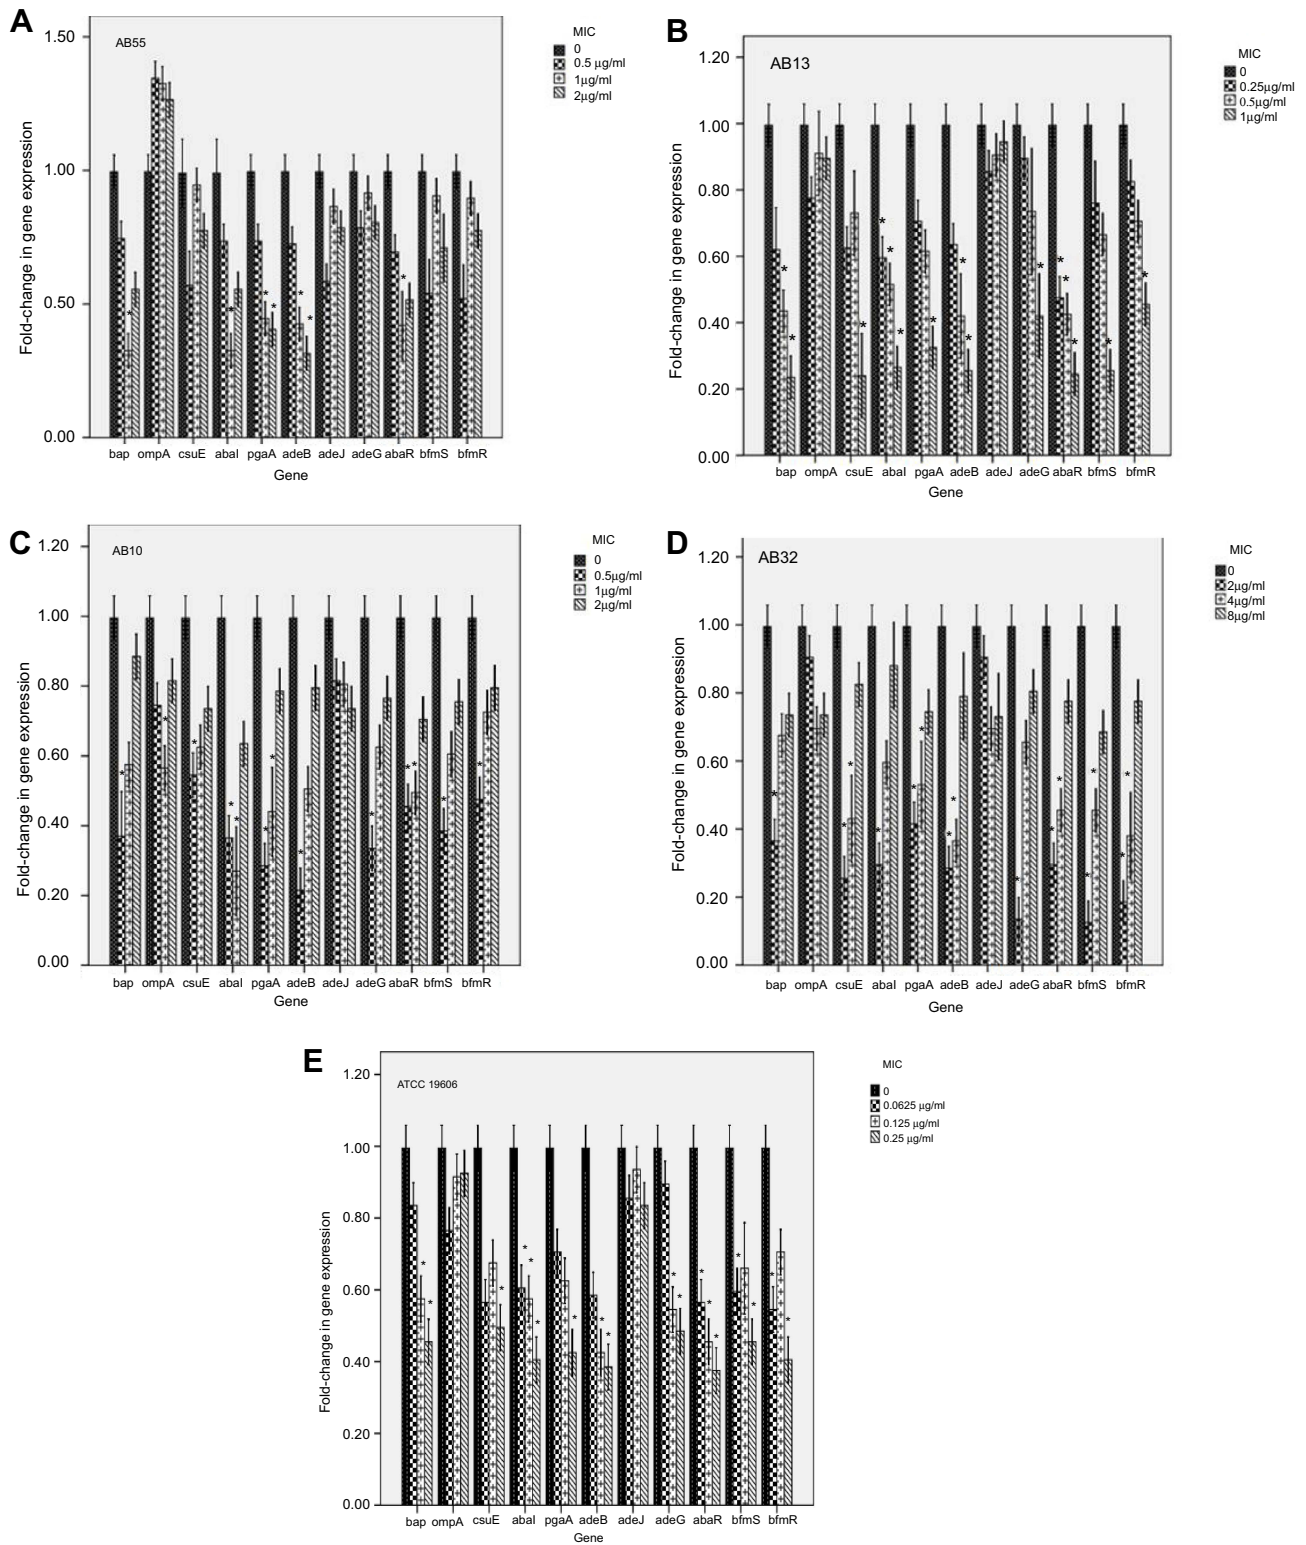 A
AB55
MIC
0
0.5 μg/ml
1μg/ml
2μg/ml
Fold-change in gene expression
1.50
1.00
0.50
0.00
bap ompA csuE abaI pgaA adeB adeJ adeG abaR bfmS bfmR
Gene
* * * * * * *
B
AB13
MIC
0
0.25μg/ml
0.5μg/ml
1μg/ml
Fold-change in gene expression
1.20
1.00
0.80
0.60
0.40
0.20
0.00
bap ompA csuE abaI pgaA adeB adeJ adeG abaR bfmS bfmR
Gene
* * * * * * * * * * * * * * *
C
AB10
MIC
0
0.5μg/ml
1μg/ml
2μg/ml
Fold-change in gene expression
1.20
1.00
0.80
0.60
0.40
0.20
0.00
bap ompA csuE abaI pgaA adeB adeJ adeG abaR bfmS bfmR
Gene
* * * * * * * * * * * * *
D
AB32
MIC
0
2μg/ml
4μg/ml
8μg/ml
Fold-change in gene expression
1.20
1.00
0.80
0.60
0.40
0.20
0.00
bap ompA csuE abaI pgaA adeB adeJ adeG abaR bfmS bfmR
Gene
* * * * * * * * * * * * * * *
E
ATCC 19606
MIC
0
0.0625 μg/ml
0.125 μg/ml
0.25 μg/ml
Fold-change in gene expression
1.20
1.00
0.80
0.60
0.40
0.20
0.00
bap ompA csuE abaI pgaA adeB adeJ adeG abaR bfmS bfmR
Gene
* * * * * * * * * * * * * * * * * *